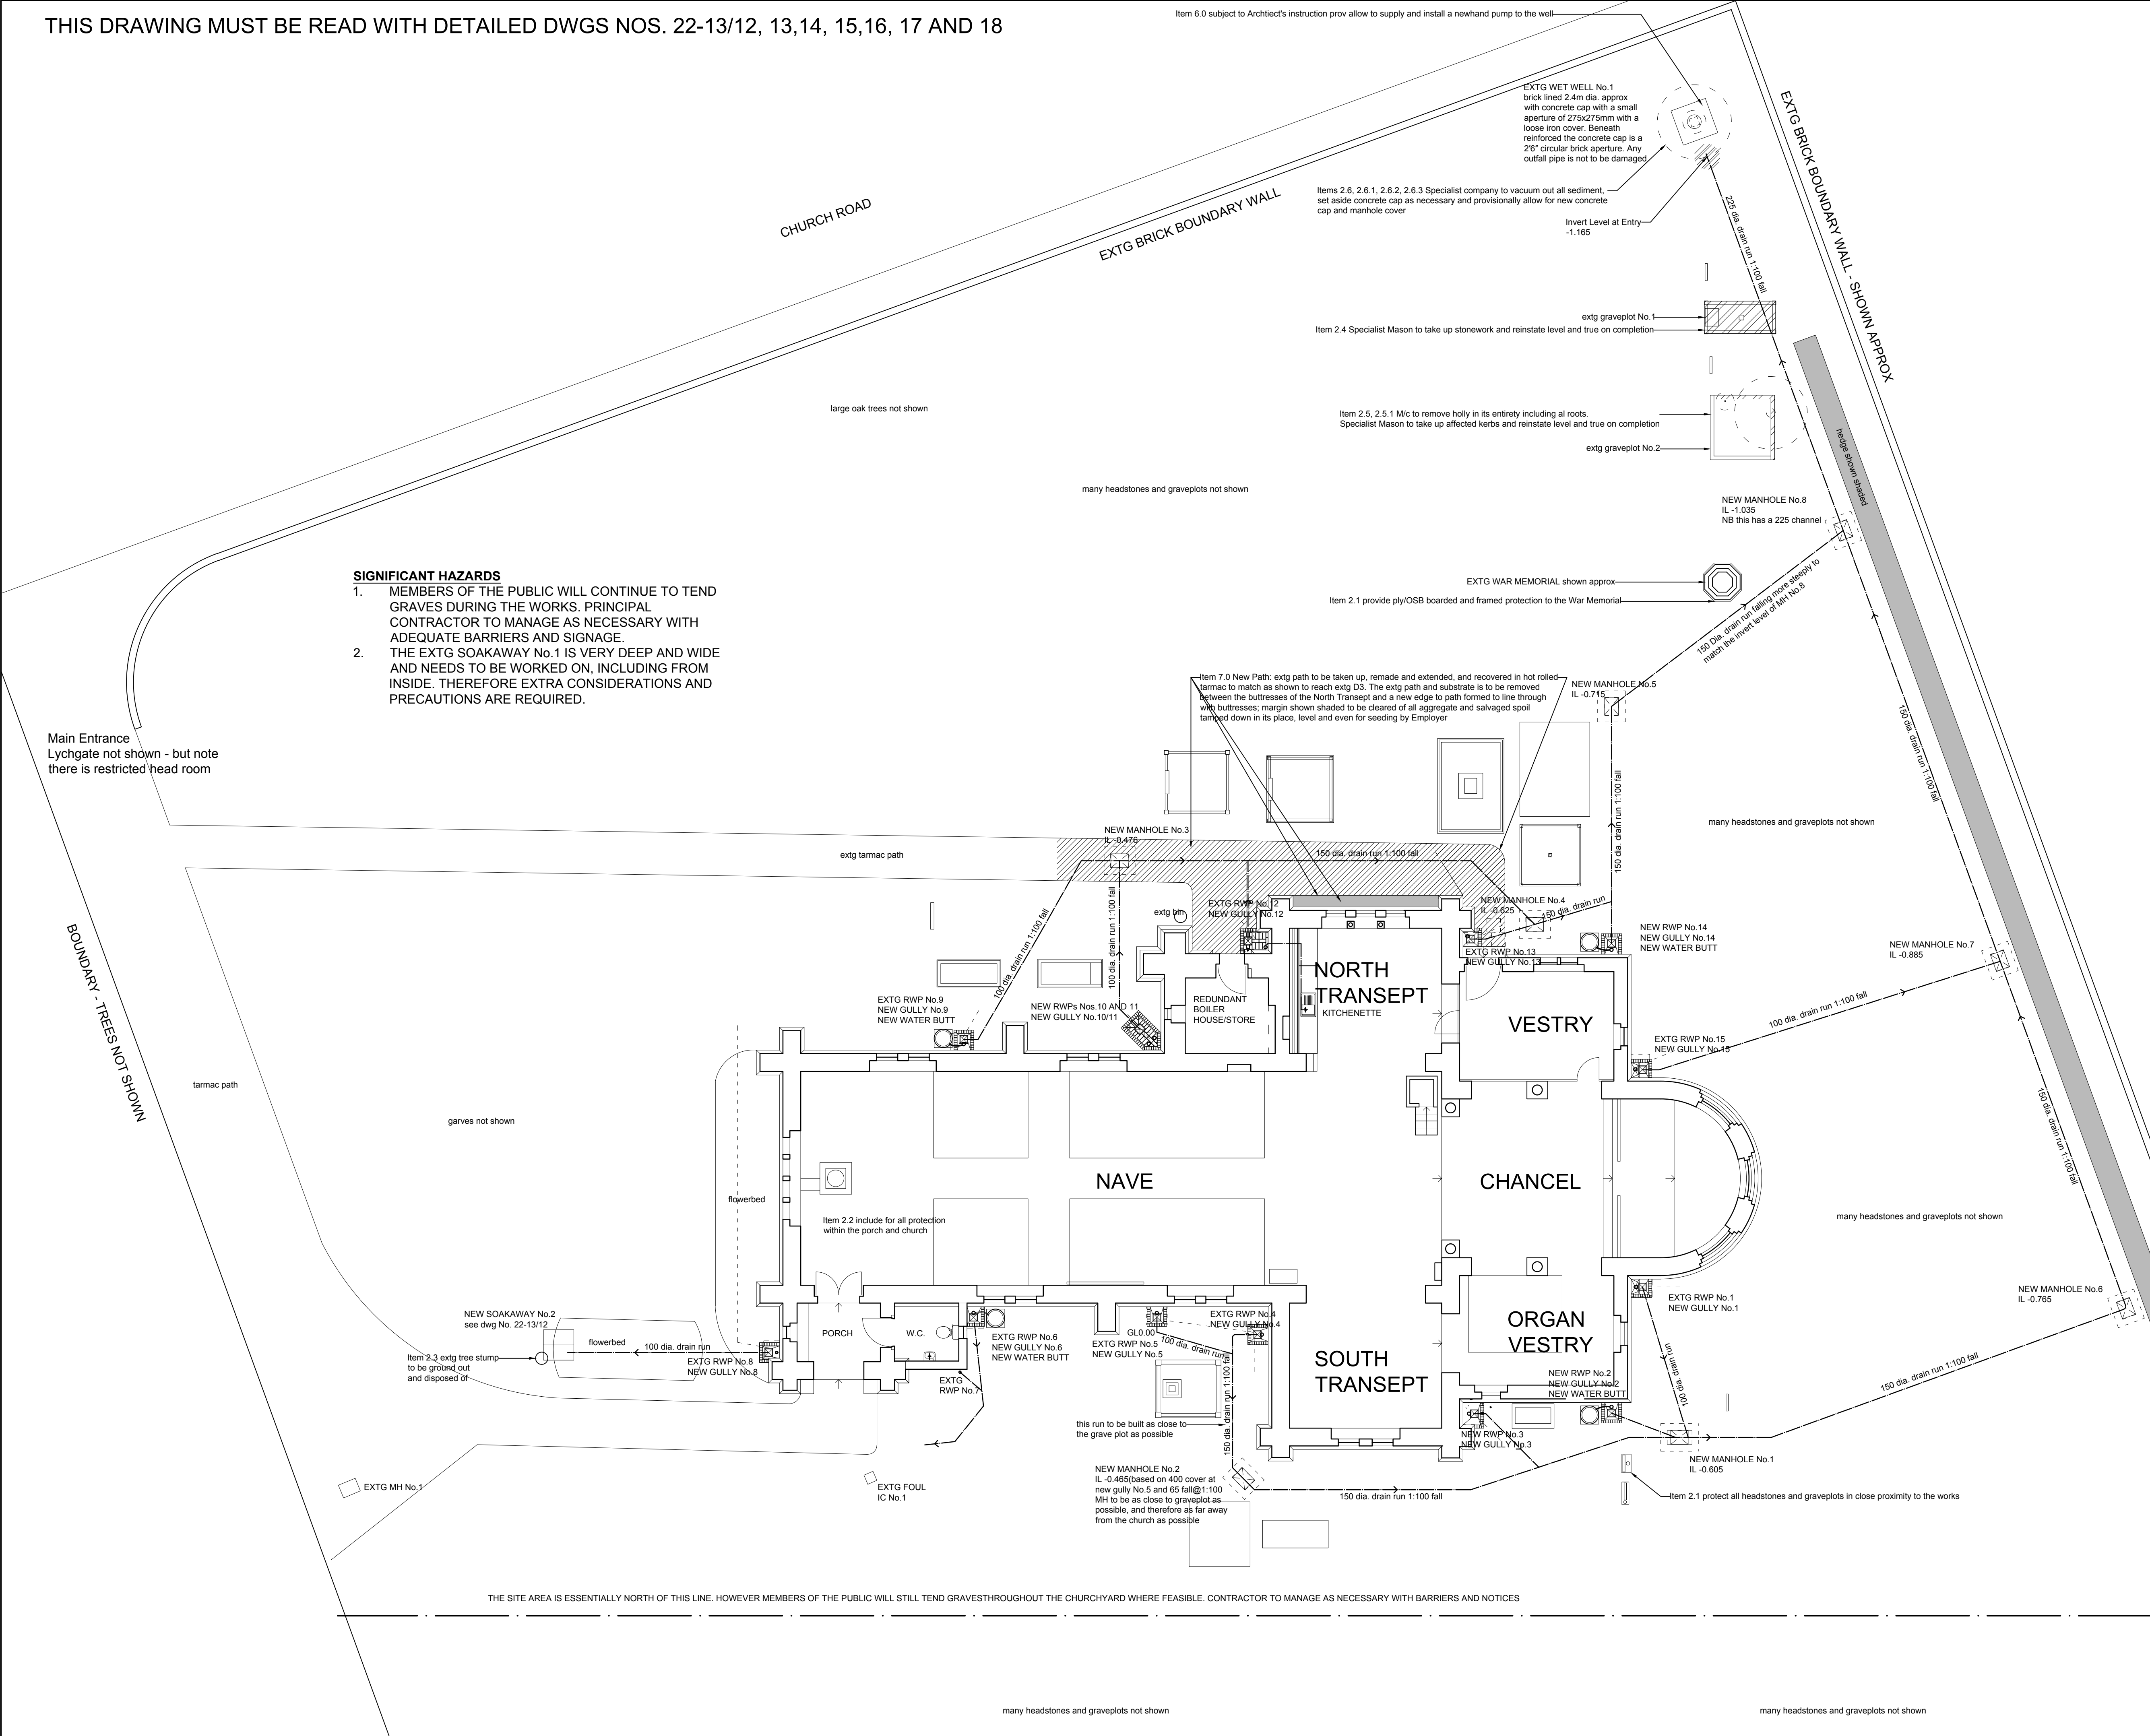 THIS DRAWING MUST BE READ WITH DETAILED DWGS NOS. 22-13/12, 13,14, 15,16, 17 AND 18
Item 6.0 subject to Archtiect's instruction prov allow to supply and install a newhand pump to the well
EXTG WET WELL No.1
brick lined 2.4m dia. approx
with concrete cap with a small
aperture of 275x275mm with a
loose iron cover. Beneath
reinforced the concrete cap is a
2'6" circular brick aperture. Any
outfall pipe is not to be damaged
EXTG BRICK BOUNDARY WALL - SHOWN APPROX
Items 2.6, 2.6.1, 2.6.2, 2.6.3 Specialist company to vacuum out all sediment,
set aside concrete cap as necessary and provisionally allow for new concrete
cap and manhole cover
Invert Level at Entry
-1.165
CHURCH ROAD
EXTG BRICK BOUNDARY WALL
225 dia. drain run 1:100 fall
extg graveplot No.1
Item 2.4 Specialist Mason to take up stonework and reinstate level and true on completion
large oak trees not shown
Item 2.5, 2.5.1 M/c to remove holly in its entirety including al roots.
Specialist Mason to take up affected kerbs and reinstate level and true on completion
extg graveplot No.2
hedge shown shaded
many headstones and graveplots not shown
NEW MANHOLE No.8
IL -1.035
NB this has a 225 channel
SIGNIFICANT HAZARDS
1. MEMBERS OF THE PUBLIC WILL CONTINUE TO TEND
GRAVES DURING THE WORKS. PRINCIPAL
CONTRACTOR TO MANAGE AS NECESSARY WITH
ADEQUATE BARRIERS AND SIGNAGE.
2. THE EXTG SOAKAWAY No.1 IS VERY DEEP AND WIDE
AND NEEDS TO BE WORKED ON, INCLUDING FROM
INSIDE. THEREFORE EXTRA CONSIDERATIONS AND
PRECAUTIONS ARE REQUIRED.
EXTG WAR MEMORIAL shown approx
Item 2.1 provide ply/OSB boarded and framed protection to the War Memorial
150 Dia. drain run falling more steeply to
match the invert level of MH No.8
Item 7.0 New Path: extg path to be taken up, remade and extended, and recovered in hot rolled
tarmac to match as shown to reach extg D3. The extg path and substrate is to be removed
between the buttresses of the North Transept and a new edge to path formed to line through
with buttresses; margin shown shaded to be cleared of all aggregate and salvaged spoil
tamped down in its place, level and even for seeding by Employer
NEW MANHOLE No.5
IL -0.715
150 dia. drain run 1:100 fall
Main Entrance
Lychgate not shown - but note
there is restricted head room
150 dia. drain run 1:100 fall
many headstones and graveplots not shown
NEW MANHOLE No.3
IL -0.476
extg tarmac path
150 dia. drain run 1:100 fall
100 dia. drain run 1:100 fall
100 dia. drain run 1:100 fall
extg bin
EXTG RWP No.12
NEW GULLY No.12
NEW MANHOLE No.4
IL -0.625
150 dia. drain run
NEW RWP No.14
NEW GULLY No.14
NEW WATER BUTT
NEW MANHOLE No.7
IL -0.885
EXTG RWP No.13
NEW GULLY No.13
NORTH
TRANSEPT
KITCHENETTE
REDUNDANT
BOILER
HOUSE/STORE
EXTG RWP No.9
NEW GULLY No.9
NEW WATER BUTT
NEW RWPs Nos.10 AND 11
NEW GULLY No.10/11
VESTRY
100 dia. drain run 1:100 fall
EXTG RWP No.15
NEW GULLY No.15
BOUNDARY - TREES NOT SHOWN
tarmac path
garves not shown
150 dia. drain run 1:100 fall
NAVE
CHANCEL
flowerbed
Item 2.2 include for all protection
within the porch and church
many headstones and graveplots not shown
NEW MANHOLE No.6
IL -0.765
EXTG RWP No.1
NEW GULLY No.1
NEW SOAKAWAY No.2
see dwg No. 22-13/12
flowerbed
100 dia. drain run
Item 2.3 extg tree stump
to be ground out
and disposed of
EXTG RWP No.8
NEW GULLY No.8
PORCH
W.C.
EXTG
RWP No.7
EXTG RWP No.6
NEW GULLY No.6
NEW WATER BUTT
GL0.00
EXTG RWP No.5
NEW GULLY No.5
100 dia. drain run
EXTG RWP No.4
NEW GULLY No.4
150 dia. drain run 1:100 fall
ORGAN
VESTRY
SOUTH
TRANSEPT
NEW RWP No.2
NEW GULLY No.2
NEW WATER BUTT
100 dia. drain run
150 dia. drain run 1:100 fall
this run to be built as close to
the grave plot as possible
NEW RWP No.3
NEW GULLY No.3
NEW MANHOLE No.1
IL -0.605
NEW MANHOLE No.2
IL -0.465(based on 400 cover at
new gully No.5 and 65 fall@1:100
MH to be as close to graveplot as
possible, and therefore as far away
from the church as possible
150 dia. drain run 1:100 fall
Item 2.1 protect all headstones and graveplots in close proximity to the works
EXTG MH No.1
EXTG FOUL
IC No.1
THE SITE AREA IS ESSENTIALLY NORTH OF THIS LINE. HOWEVER MEMBERS OF THE PUBLIC WILL STILL TEND GRAVESTHROUGHOUT THE CHURCHYARD WHERE FEASIBLE. CONTRACTOR TO MANAGE AS NECESSARY WITH BARRIERS AND NOTICES
many headstones and graveplots not shown
many headstones and graveplots not shown